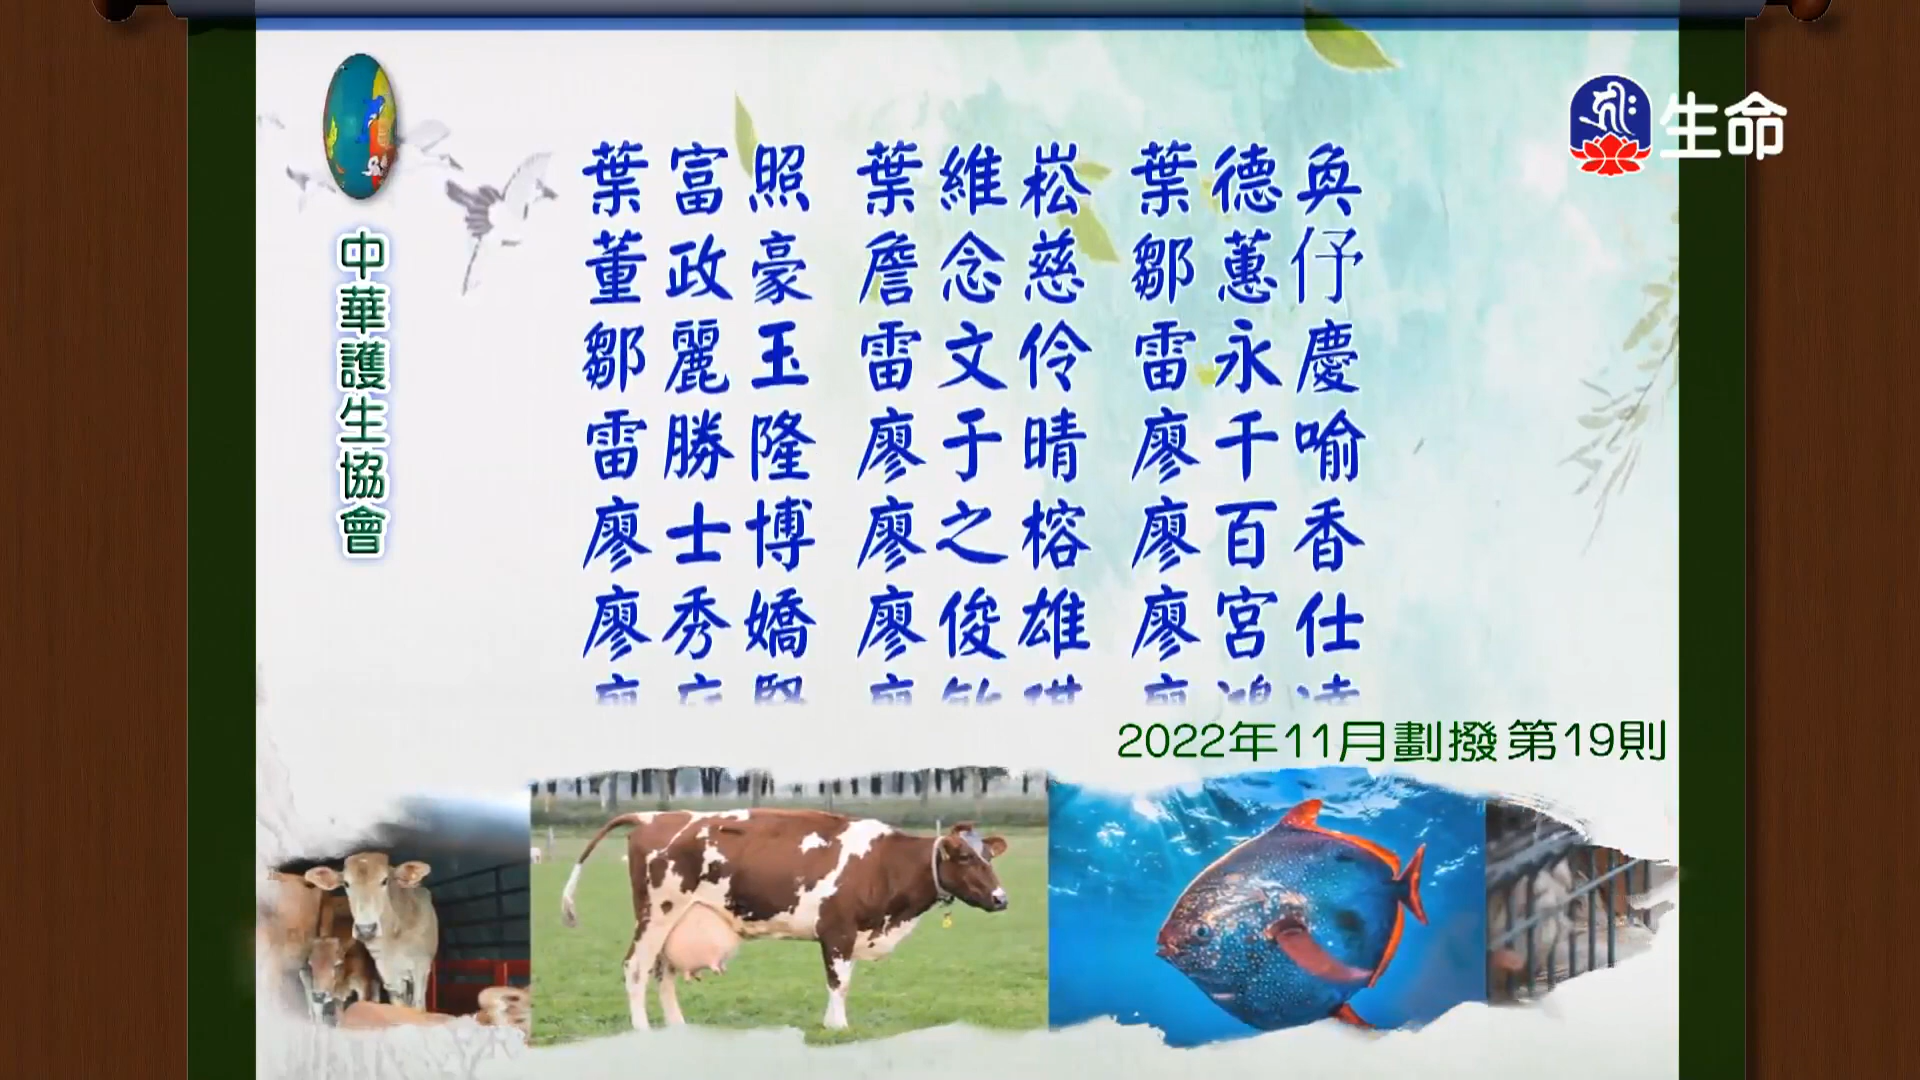 生命
中華護生協會
葉富照 葉維崧 葉德奐
董政豪 詹念慈 鄒蕙伃
鄒麗玉 雷文伶 雷永慶
雷勝隆 廖于晴 廖千喻
廖士博 廖之榕 廖百香
廖秀嬌 廖俊雄 廖宮仕
2022年11月劃撥第19則